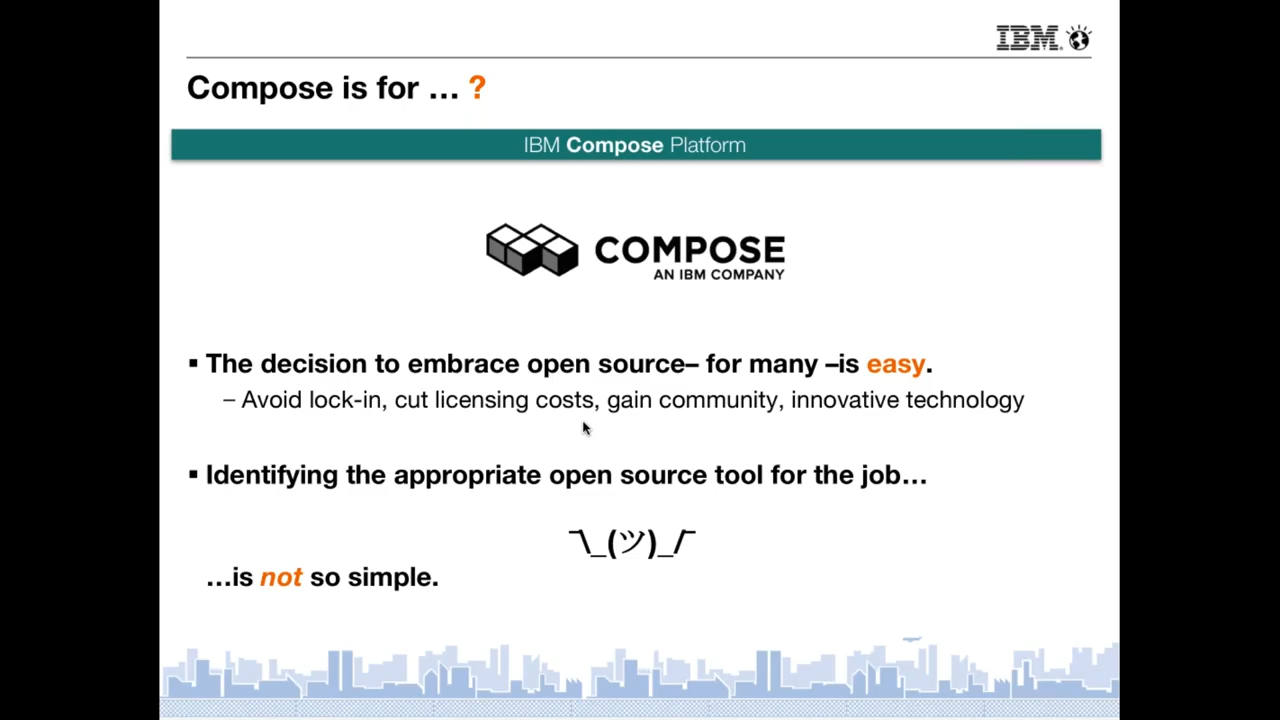 IBM
Compose is for … ?
IBM Compose Platform
COMPOSE
AN IBM COMPANY
▪ The decision to embrace open source– for many –is easy.
– Avoid lock-in, cut licensing costs, gain community, innovative technology
▪ Identifying the appropriate open source tool for the job…
¯\_(ツ)_/¯
…is not so simple.